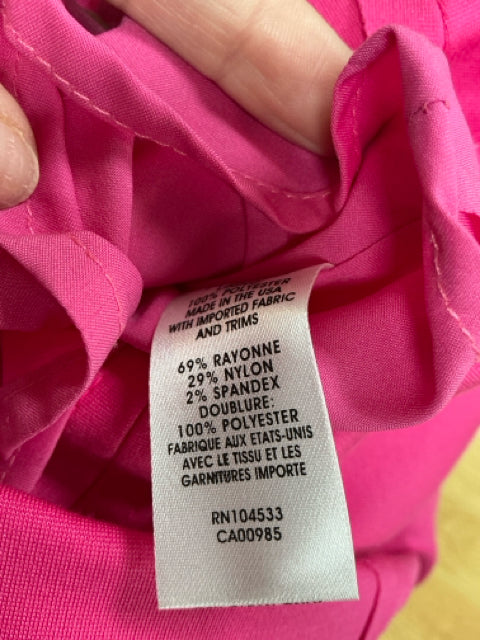 100% POLYESTER
MADE IN THE USA
WITH IMPORTED FABRIC
AND TRIMS
69% RAYONNE
29% NYLON
2% SPANDEX
DOUBLURE:
100% POLYESTER
FABRIQUE AUX ETATS-UNIS
AVEC LE TISSU ET LES
GARNITURES IMPORTE
RN104533
CA00985